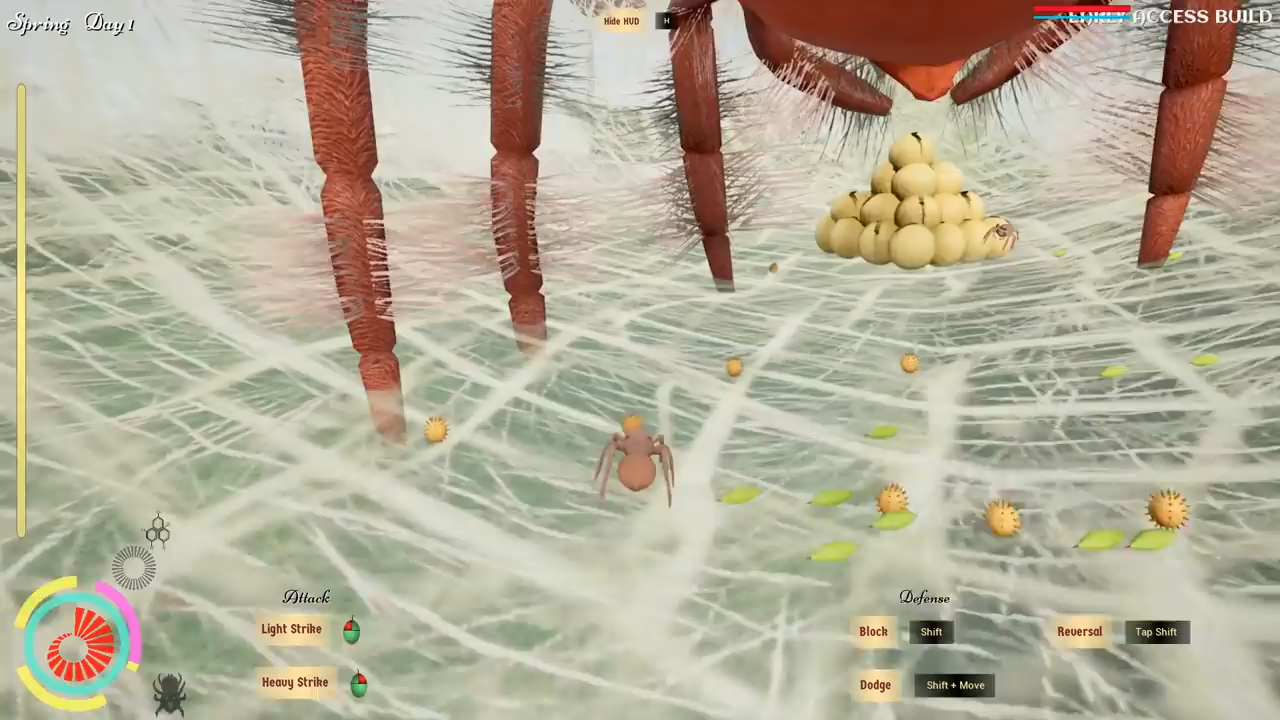 Spring Day 1
Hide HUD H
EARLY ACCESS BUILD
Attack
Light Strike
Heavy Strike
Defense
Block Shift
Reversal Tap Shift
Dodge Shift + Move